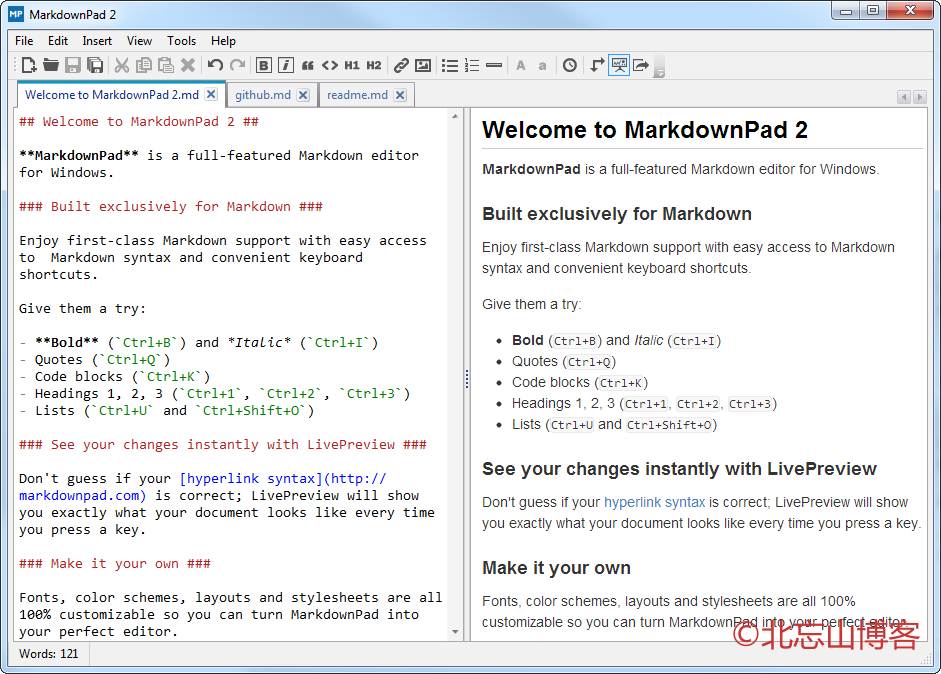 MP MarkdownPad 2
File Edit Insert View Tools Help
B i H1 H2 A a
Welcome to MarkdownPad 2.md github.md readme.md
## Welcome to MarkdownPad 2 ##
**MarkdownPad** is a full-featured Markdown editor
for Windows.
### Built exclusively for Markdown ###
Enjoy first-class Markdown support with easy access
to  Markdown syntax and convenient keyboard
shortcuts.
Give them a try:
- **Bold** (`Ctrl+B`) and *Italic* (`Ctrl+I`)
- Quotes (`Ctrl+Q`)
- Code blocks (`Ctrl+K`)
- Headings 1, 2, 3 (`Ctrl+1`, `Ctrl+2`, `Ctrl+3`)
- Lists (`Ctrl+U` and `Ctrl+Shift+O`)
### See your changes instantly with LivePreview ###
Don't guess if your [hyperlink syntax](http://
markdownpad.com) is correct; LivePreview will show
you exactly what your document looks like every time
you press a key.
### Make it your own ###
Fonts, color schemes, layouts and stylesheets are all
100% customizable so you can turn MarkdownPad into
your perfect editor.
Welcome to MarkdownPad 2
MarkdownPad is a full-featured Markdown editor for Windows.
Built exclusively for Markdown
Enjoy first-class Markdown support with easy access to Markdown
syntax and convenient keyboard shortcuts.
Give them a try:
• Bold (Ctrl+B) and Italic (Ctrl+I)
• Quotes (Ctrl+Q)
• Code blocks (Ctrl+K)
• Headings 1, 2, 3 (Ctrl+1, Ctrl+2, Ctrl+3)
• Lists (Ctrl+U and Ctrl+Shift+O)
See your changes instantly with LivePreview
Don't guess if your hyperlink syntax is correct; LivePreview will show
you exactly what your document looks like every time you press a key.
Make it your own
Fonts, color schemes, layouts and stylesheets are all 100%
customizable so you can turn MarkdownPad into your perfect editor.
©北忘山博客
Words: 121